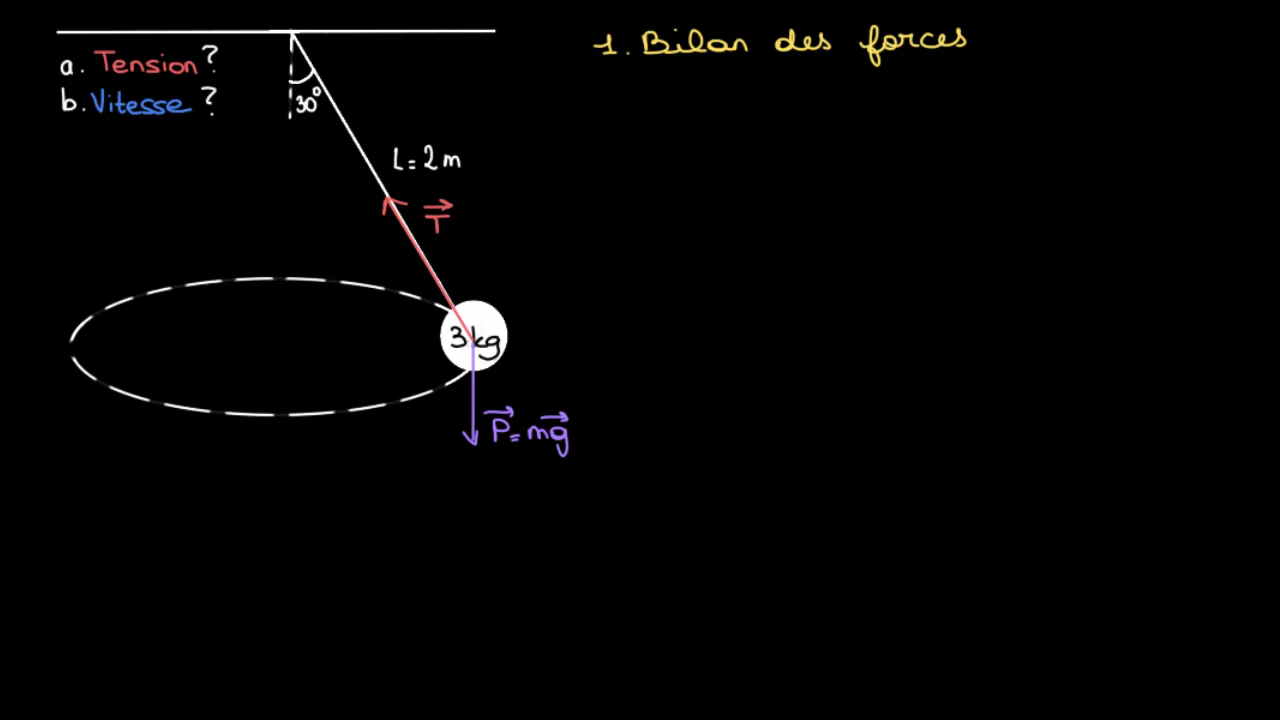 1. Bilan des forces
a. Tension ?
b. Vitesse ?
30°
L = 2 m
T
3 kg
P = mg